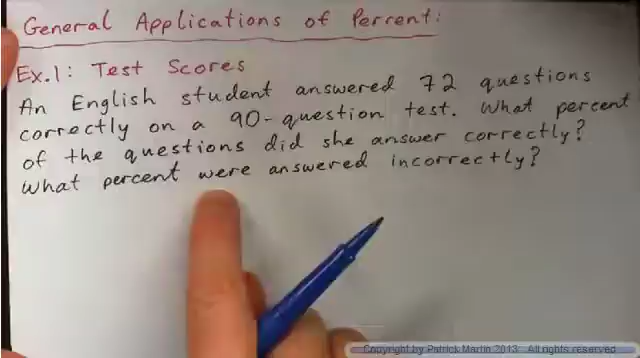 General Applications of Percent:
Ex.1: Test Scores
An English student answered 72 questions
correctly on a 90-question test. What percent
of the questions did she answer correctly?
What percent were answered incorrectly?
Copyright by Patrick Martin 2013. All rights reserved